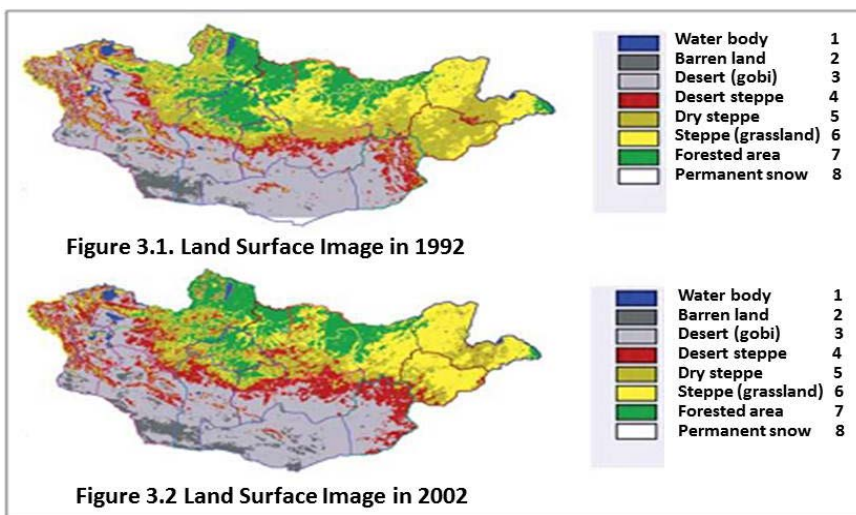 Water body 1
Barren land 2
Desert (gobi) 3
Desert steppe 4
Dry steppe 5
Steppe (grassland) 6
Forested area 7
Permanent snow 8
Figure 3.1. Land Surface Image in 1992
Water body 1
Barren land 2
Desert (gobi) 3
Desert steppe 4
Dry steppe 5
Steppe (grassland) 6
Forested area 7
Permanent snow 8
Figure 3.2 Land Surface Image in 2002